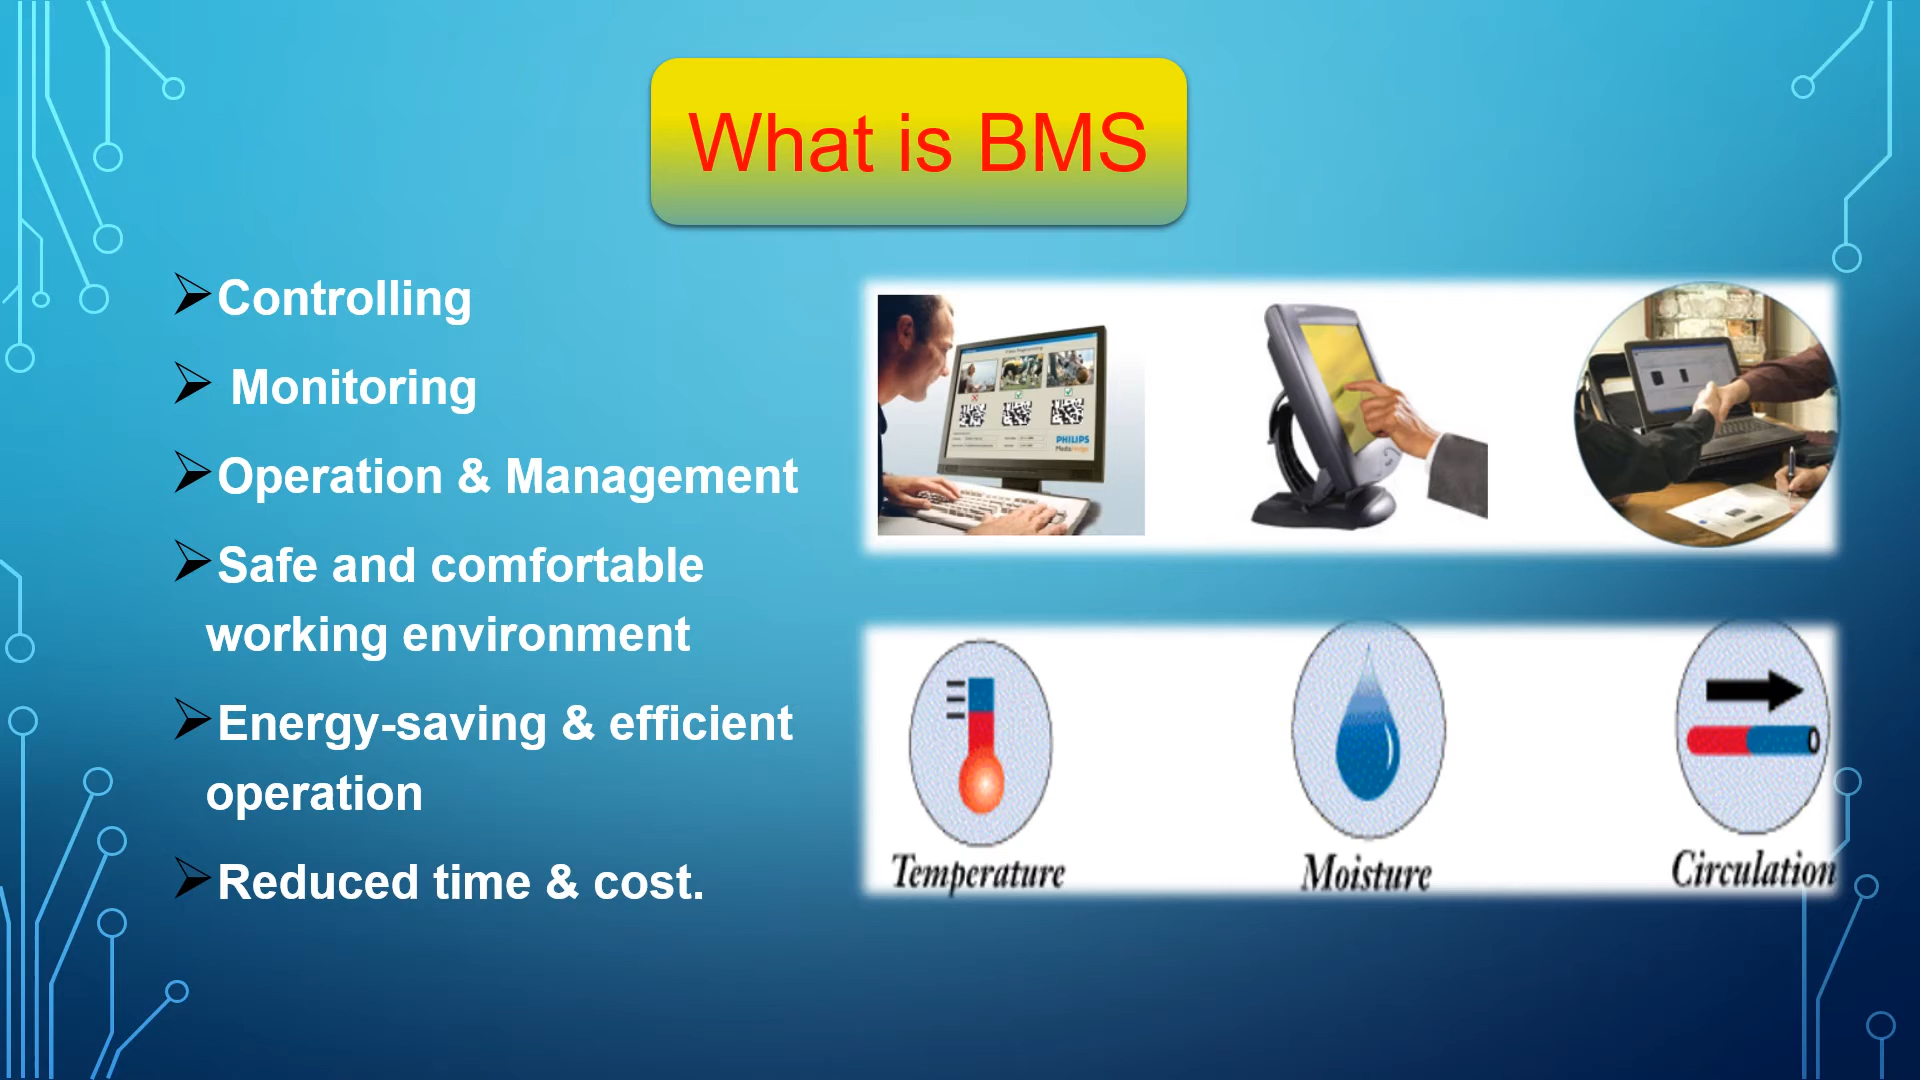 What is BMS
Controlling
Monitoring
Operation & Management
Safe and comfortable
working environment
Energy-saving & efficient
operation
Reduced time & cost.
PHILIPS
Temperature
Moisture
Circulation